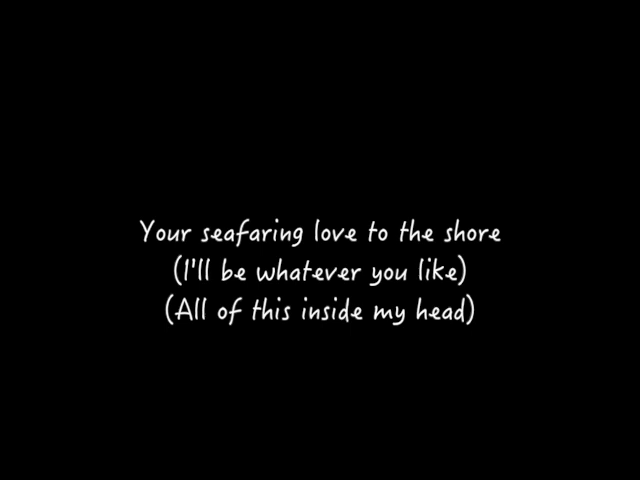 Your seafaring love to the shore
(I'll be whatever you like)
(All of this inside my head)